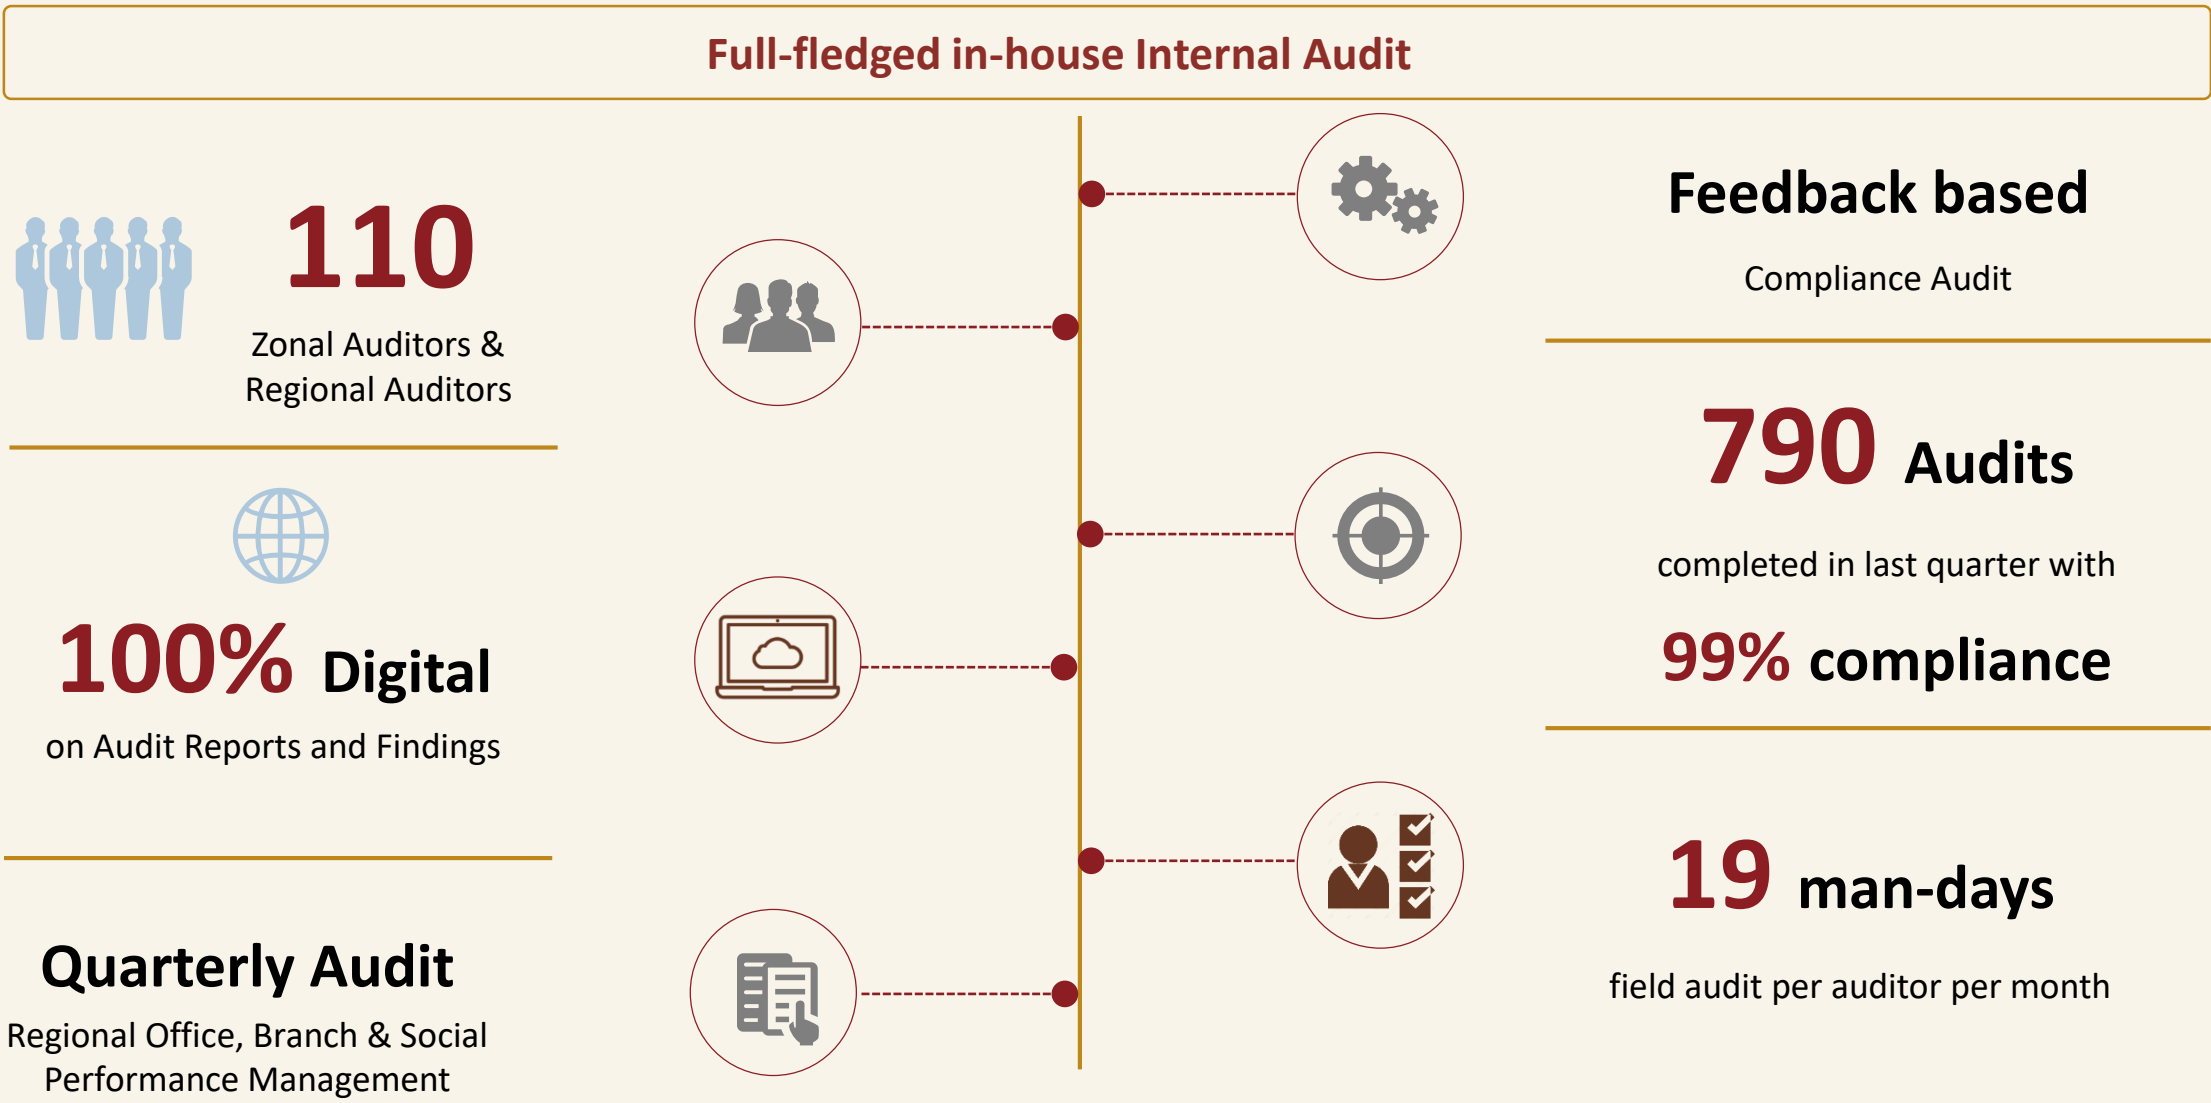 Full-fledged in-house Internal Audit
110
Zonal Auditors &
Regional Auditors
100% Digital
on Audit Reports and Findings
Quarterly Audit
Regional Office, Branch & Social
Performance Management
Feedback based
Compliance Audit
790 Audits
completed in last quarter with
99% compliance
19 man-days
field audit per auditor per month